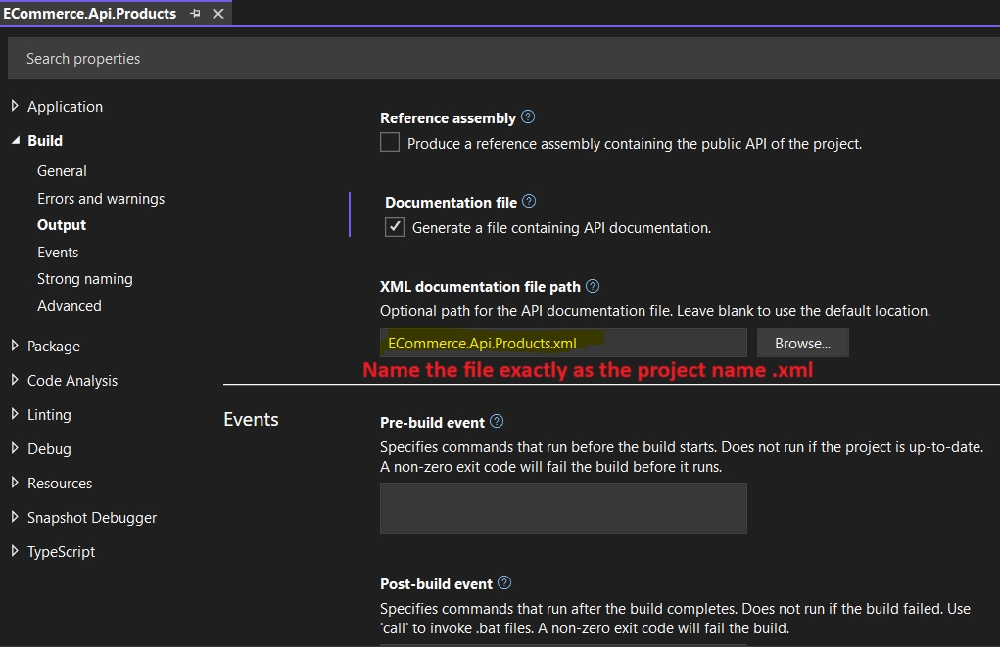 ECommerce.Api.Products
Search properties
Application
Build
General
Errors and warnings
Output
Events
Strong naming
Advanced
Package
Code Analysis
Linting
Debug
Resources
Snapshot Debugger
TypeScript
Reference assembly
Produce a reference assembly containing the public API of the project.
Documentation file
Generate a file containing API documentation.
XML documentation file path
Optional path for the API documentation file. Leave blank to use the default location.
ECommerce.Api.Products.xml
Browse...
Name the file exactly as the project name .xml
Events
Pre-build event
Specifies commands that run before the build starts. Does not run if the project is up-to-date.
A non-zero exit code will fail the build before it runs.
Post-build event
Specifies commands that run after the build completes. Does not run if the build failed. Use
'call' to invoke .bat files. A non-zero exit code will fail the build.